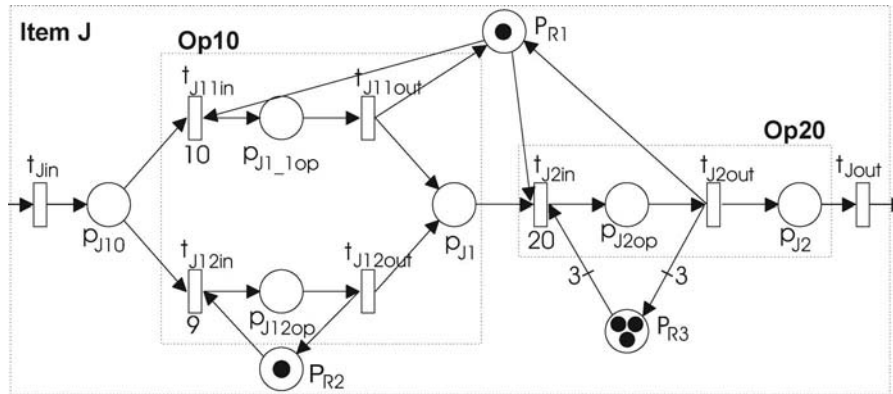 Item J
Op10
P_R1
t_J11in
t_J11out
10
p_J1_1op
Op20
t_Jin
t_J2in
t_J2out
t_Jout
p_J10
p_J1
20
p_J2op
p_J2
t_J12in
t_J12out
9
p_J12op
3
3
P_R2
P_R3